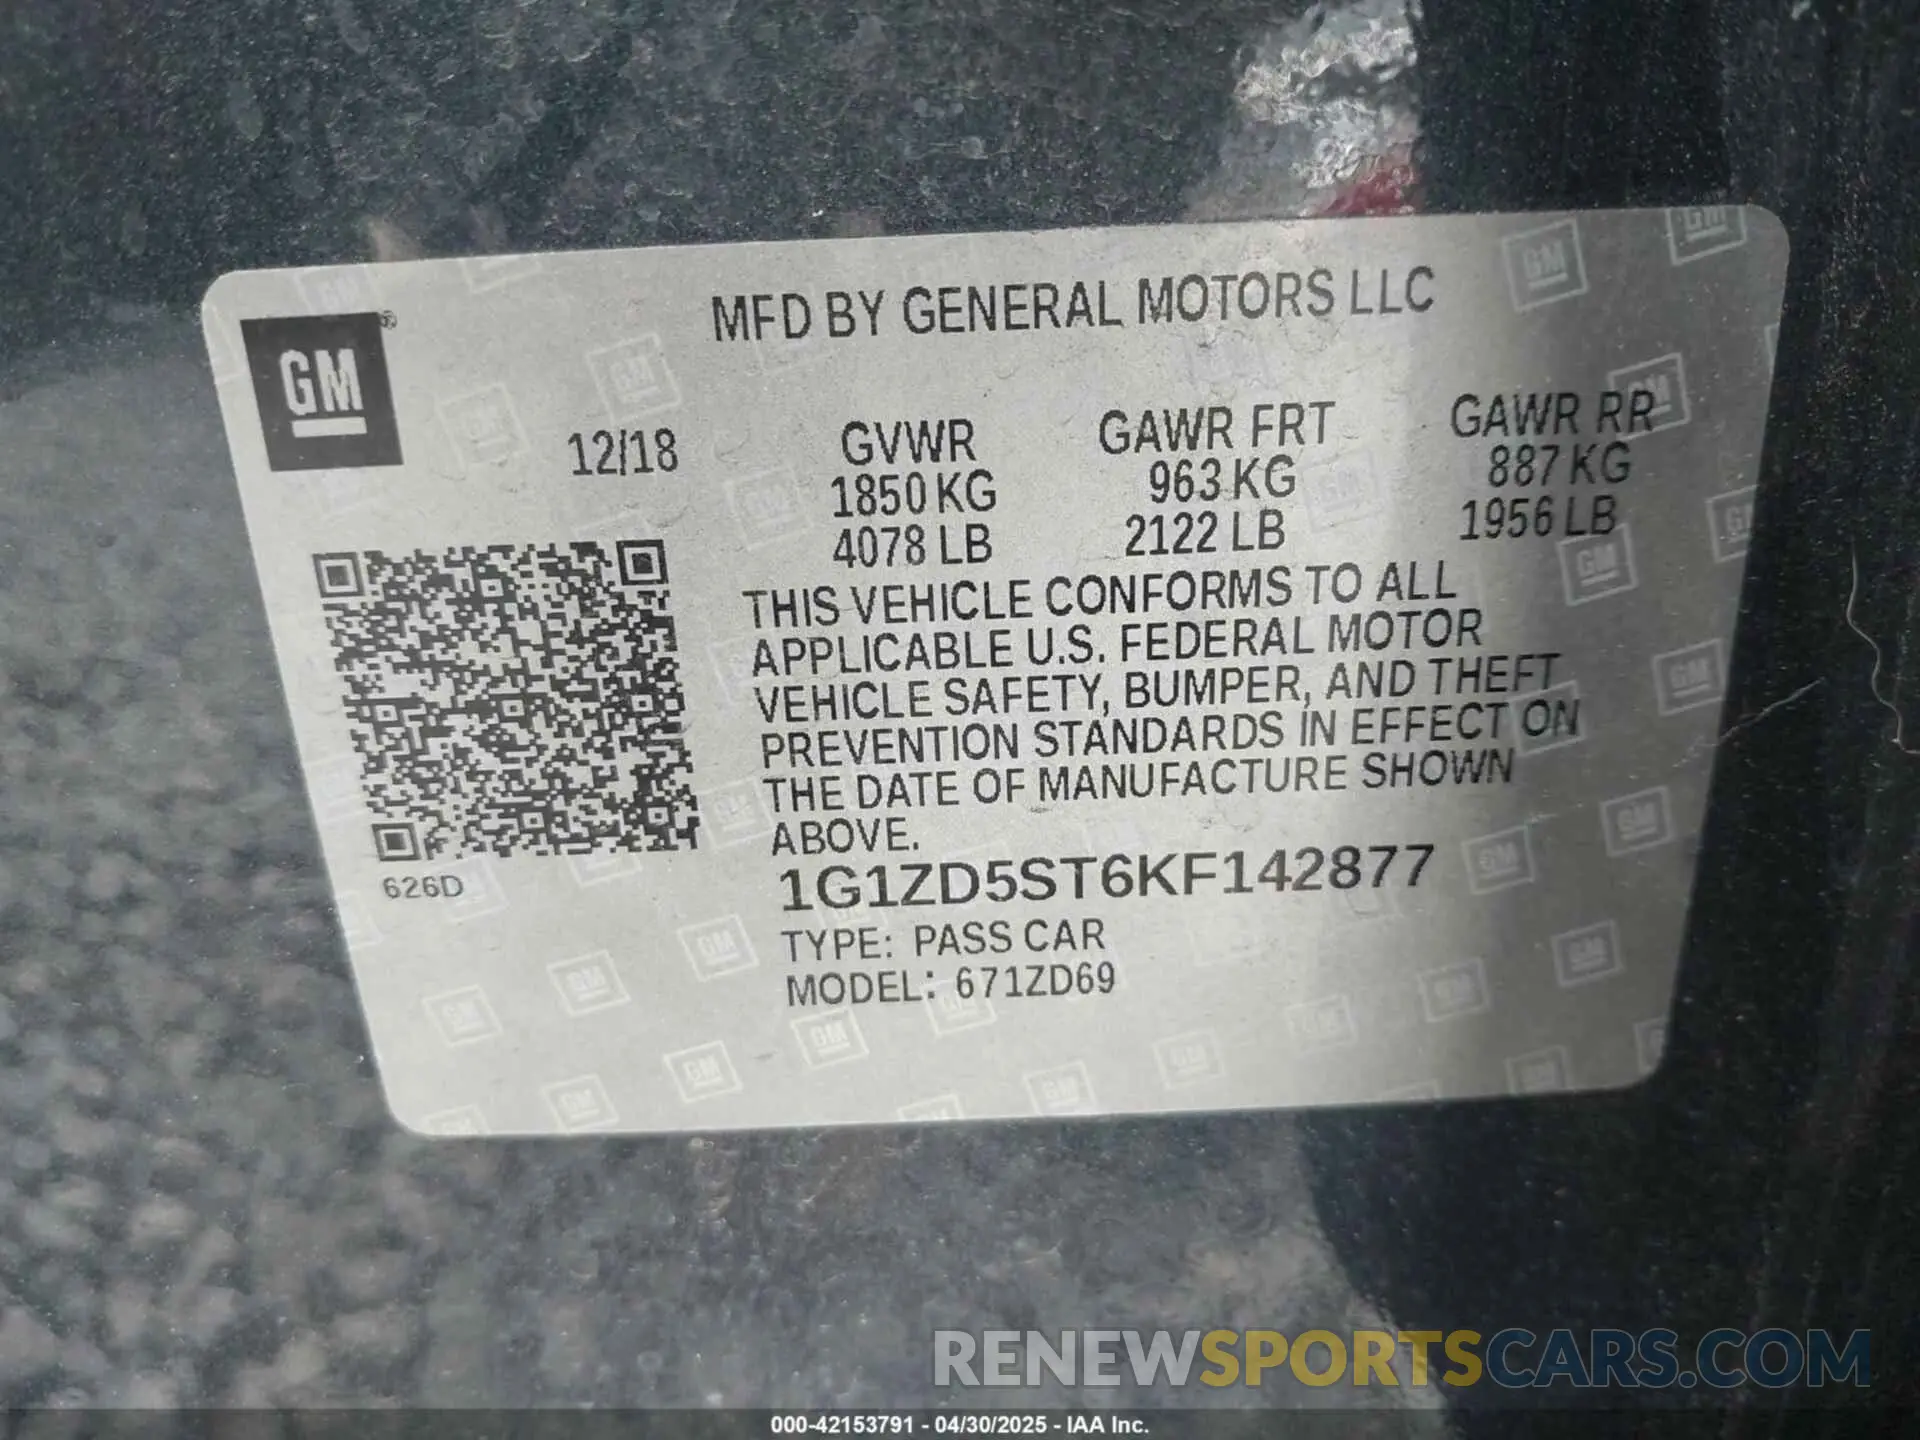 MFD BY GENERAL MOTORS LLC
GM ®
12/18 GVWR GAWR FRT GAWR RR
1850 KG 963 KG 887 KG
4078 LB 2122 LB 1956 LB
THIS VEHICLE CONFORMS TO ALL
APPLICABLE U.S. FEDERAL MOTOR
VEHICLE SAFETY, BUMPER, AND THEFT
PREVENTION STANDARDS IN EFFECT ON
THE DATE OF MANUFACTURE SHOWN
ABOVE.
626D
1G1ZD5ST6KF142877
TYPE: PASS CAR
MODEL: 671ZD69
RENEWSPORTSCARS.COM
000-42153791 - 04/30/2025 - IAA Inc.